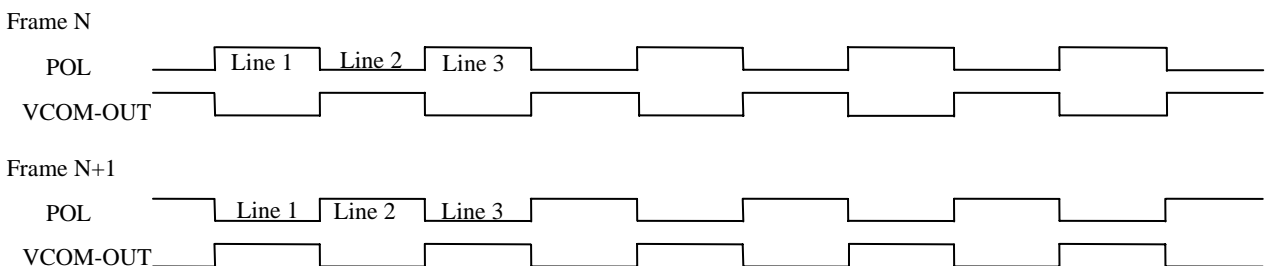 Frame N
POL Line 1 Line 2 Line 3
VCOM-OUT
Frame N+1
POL Line 1 Line 2 Line 3
VCOM-OUT